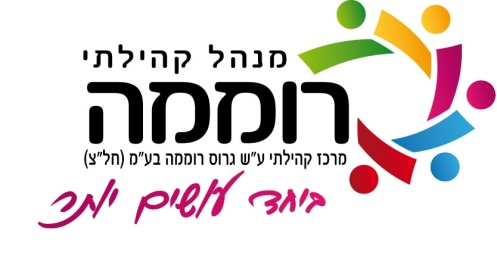 מנהל קהילתי
רוממה
מרכז קהילתי ע"ש גרוס רוממה בע"מ (חל"צ)
ביחד עושים יותר